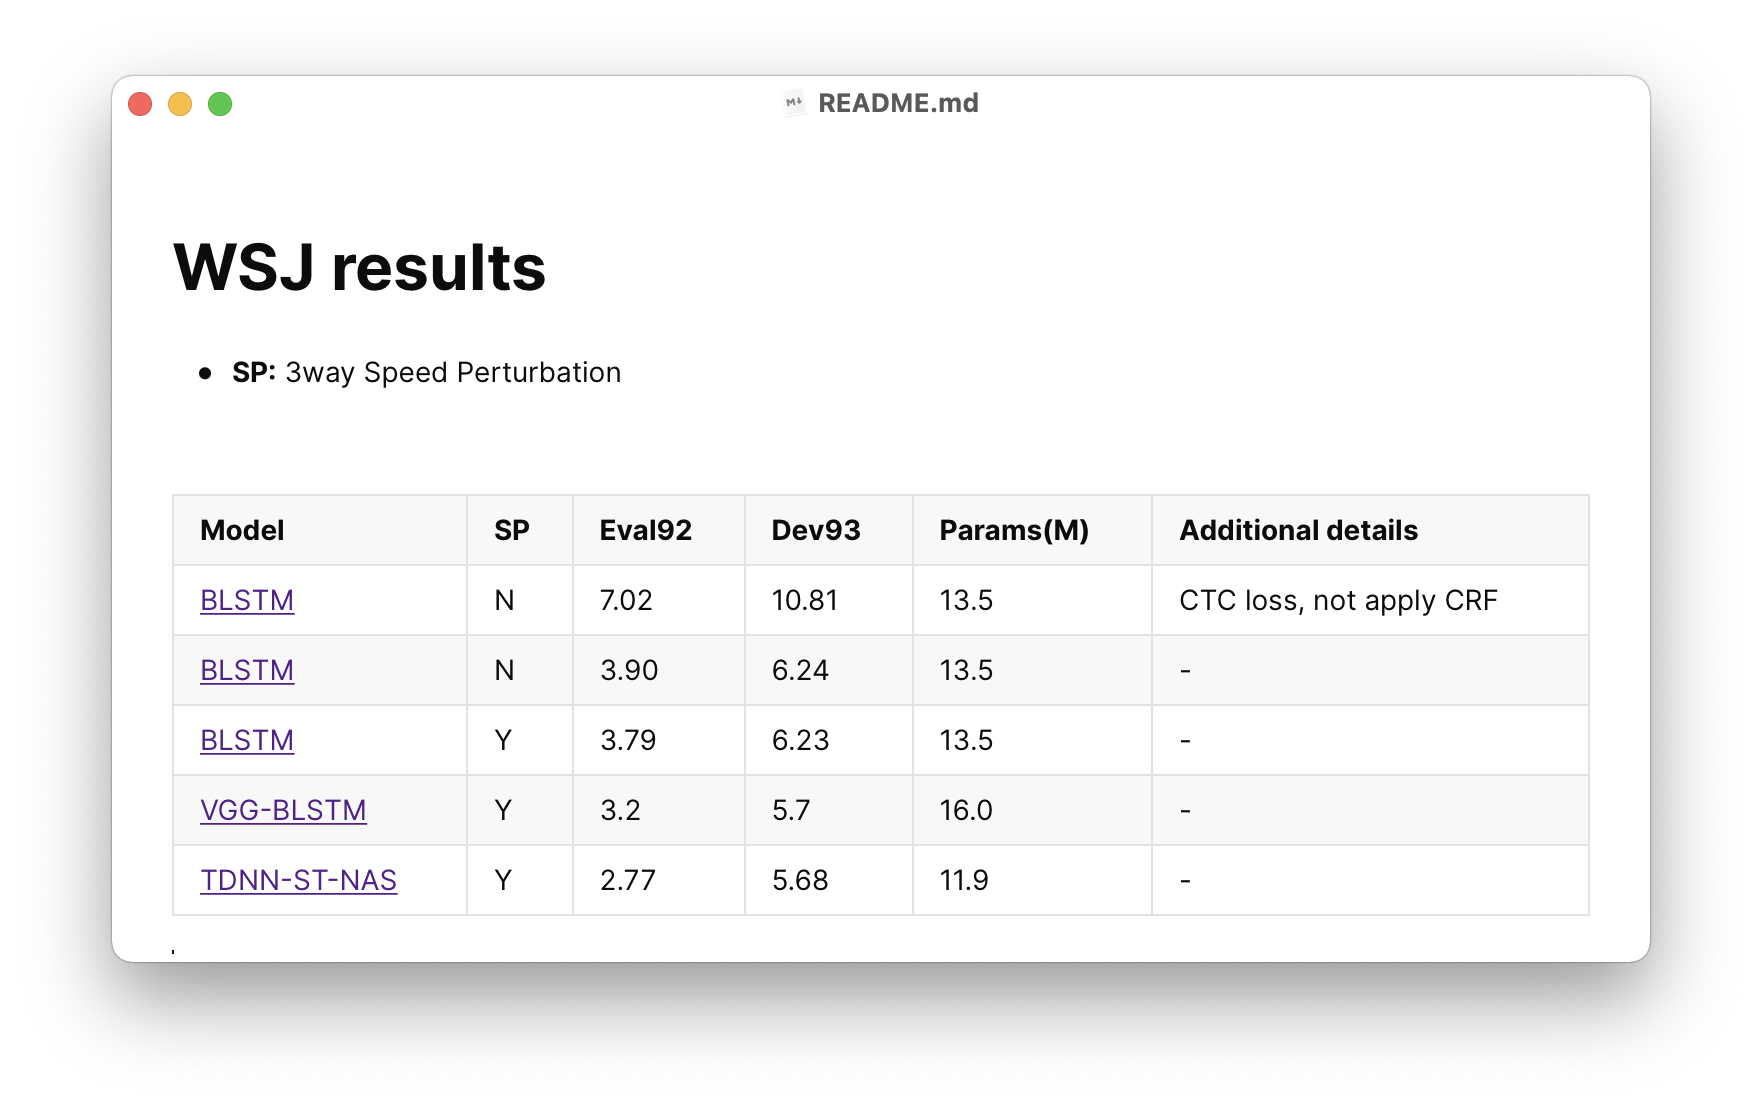 README.md
WSJ results
SP: 3way Speed Perturbation
Model SP Eval92 Dev93 Params(M) Additional details
BLSTM N 7.02 10.81 13.5 CTC loss, not apply CRF
BLSTM N 3.90 6.24 13.5 -
BLSTM Y 3.79 6.23 13.5 -
VGG-BLSTM Y 3.2 5.7 16.0 -
TDNN-ST-NAS Y 2.77 5.68 11.9 -